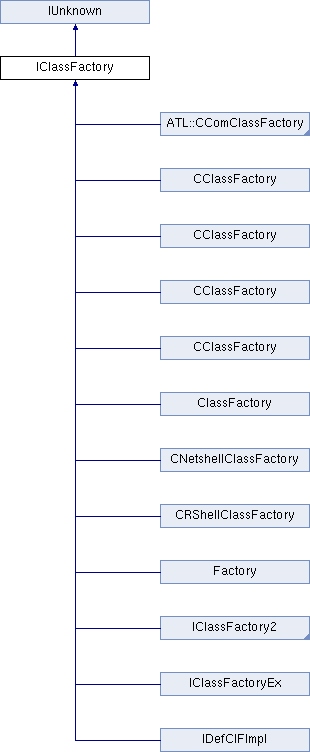 IUnknown
IClassFactory
ATL::CComClassFactory
CClassFactory
CClassFactory
CClassFactory
CClassFactory
ClassFactory
CNetshellClassFactory
CRShellClassFactory
Factory
IClassFactory2
IClassFactoryEx
IDefClFImpl